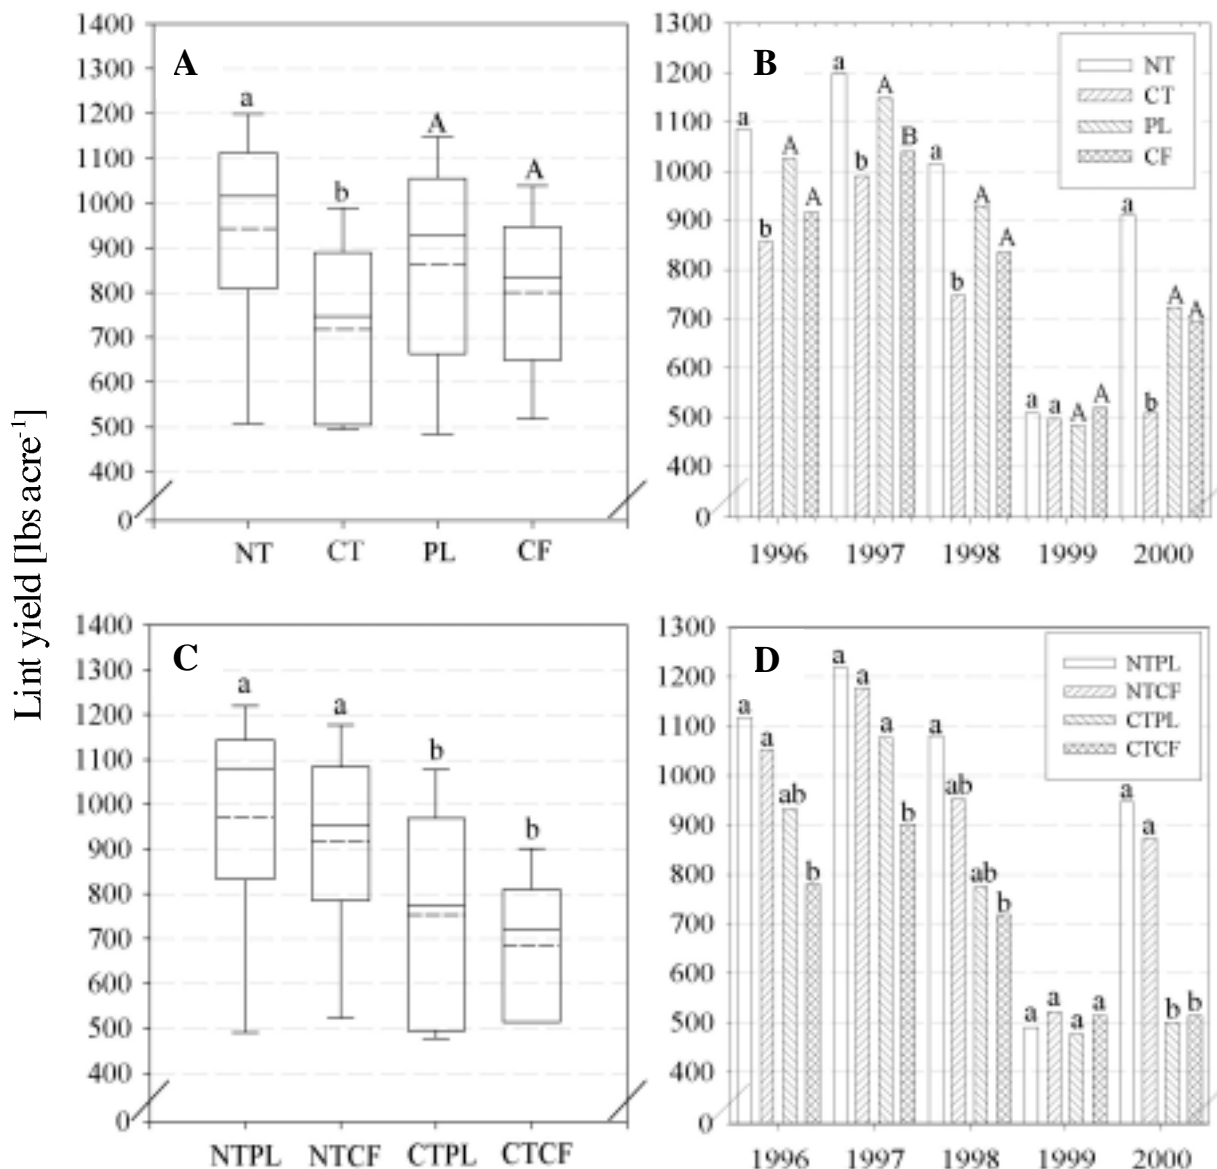 Lint yield [lbs acre-1]
A
1400
1300
1200
1100
1000
900
800
700
600
500
400
0
a
b
A
A
NT
CT
PL
CF
B
1300
1200
1100
1000
900
800
700
600
500
400
0
NT
CT
PL
CF
a
b
A
A
a
b
A
B
a
b
A
A
a
a
A
A
a
b
A
A
1996
1997
1998
1999
2000
C
1400
1300
1200
1100
1000
900
800
700
600
500
400
0
a
a
b
b
NTPL
NTCF
CTPL
CTCF
D
1300
1200
1100
1000
900
800
700
600
500
400
0
NTPL
NTCF
CTPL
CTCF
a
a
ab
b
a
a
a
b
a
ab
ab
b
a
a
a
a
a
a
b
b
1996
1997
1998
1999
2000